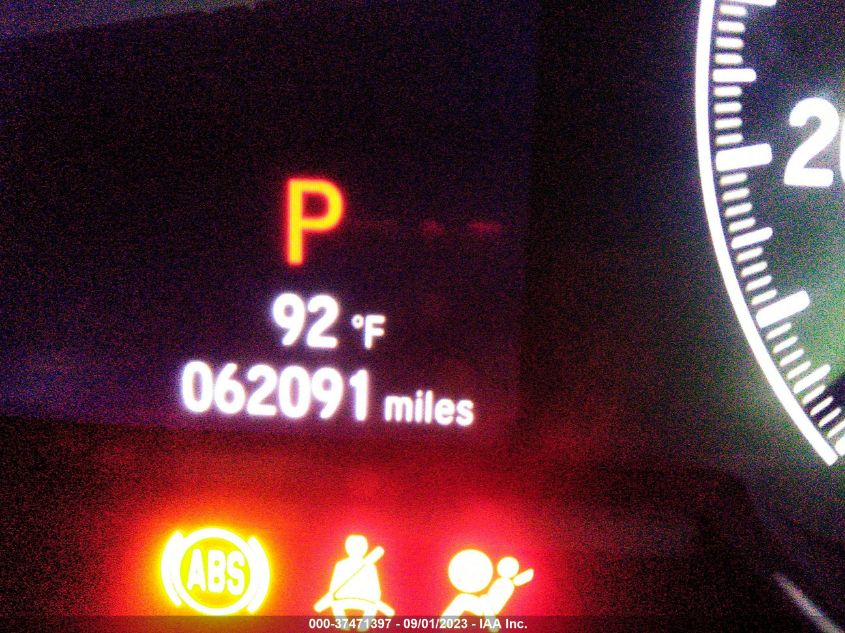 P
92 °F
062091 miles
ABS
000-37471397 - 09/01/2023 - IAA Inc.